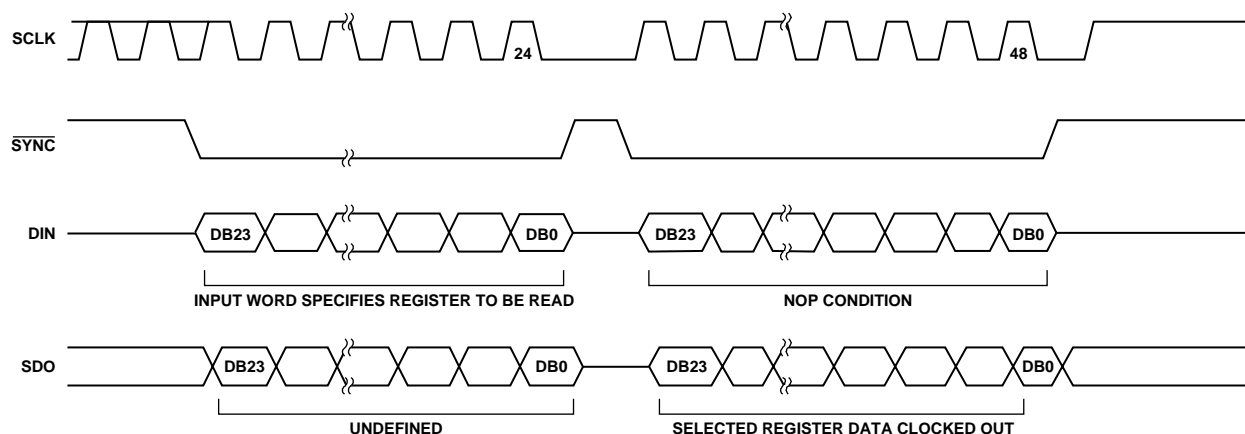 SCLK
24
48
SYNC
DIN
DB23
DB0
DB23
DB0
INPUT WORD SPECIFIES REGISTER TO BE READ
NOP CONDITION
SDO
DB23
DB0
DB23
DB0
UNDEFINED
SELECTED REGISTER DATA CLOCKED OUT